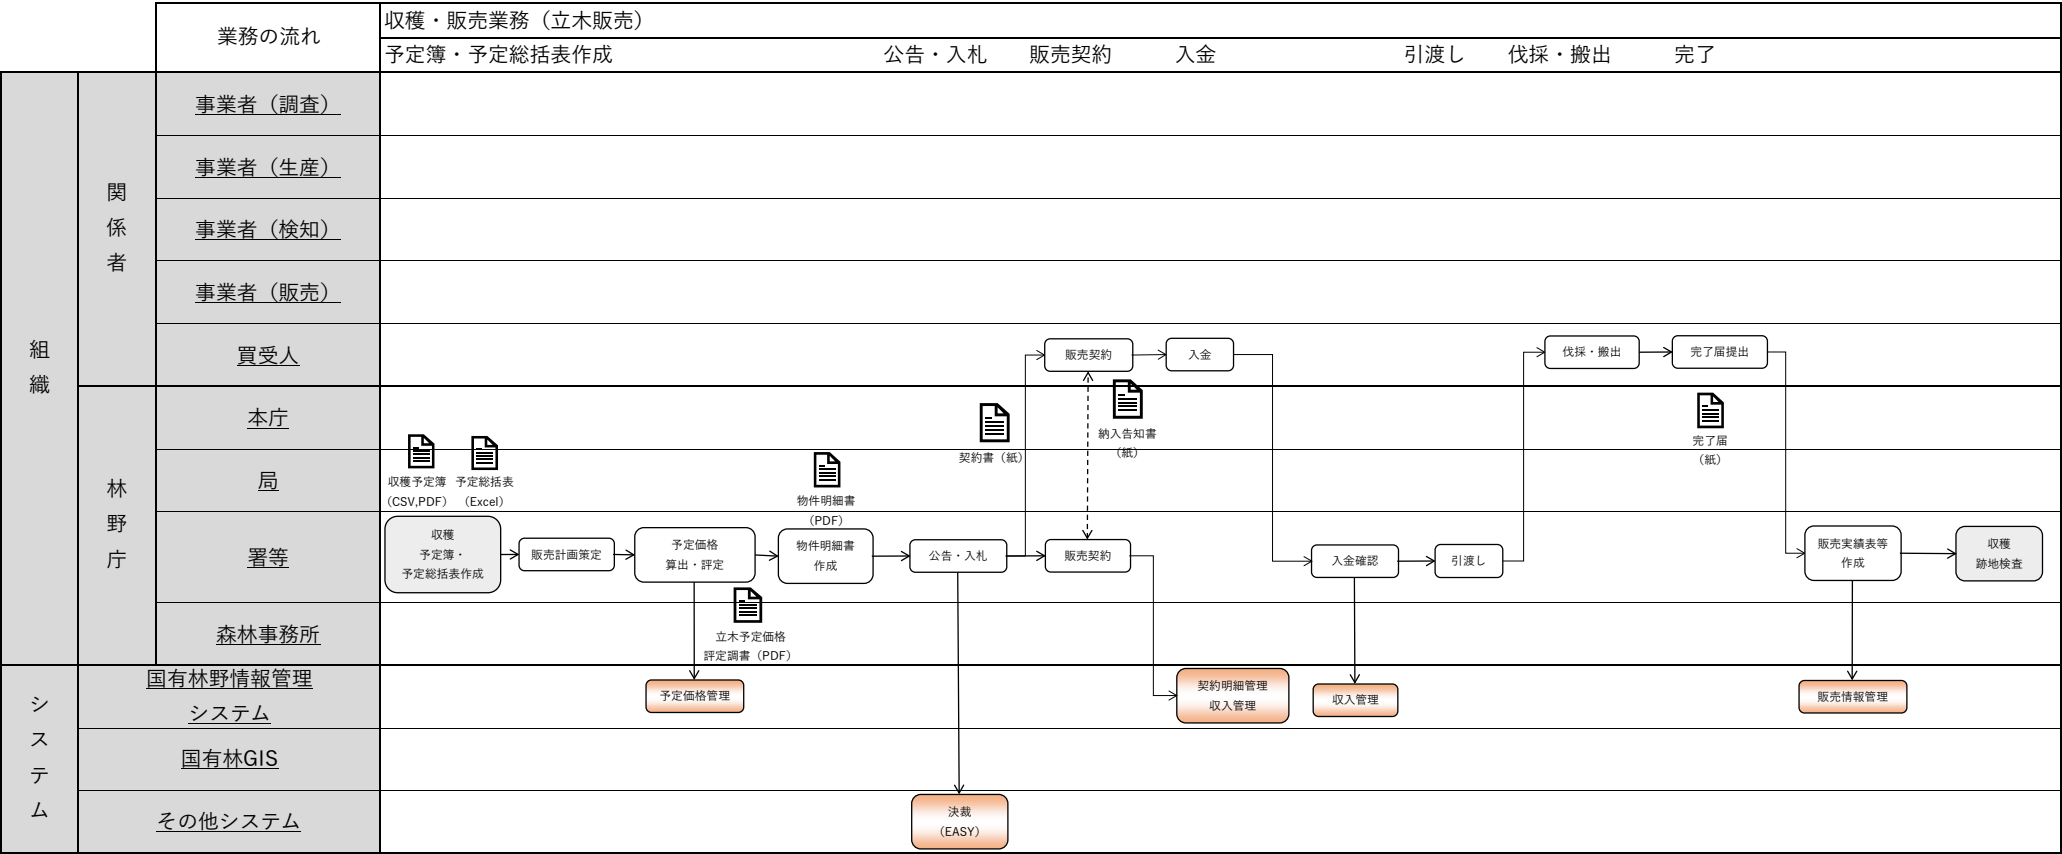 業務の流れ
収穫・販売業務（立木販売）
予定簿・予定総括表作成
公告・入札
販売契約
入金
引渡し
伐採・搬出
完了
組織
関係者
事業者（調査）
事業者（生産）
事業者（検知）
事業者（販売）
買受人
販売契約
入金
伐採・搬出
完了届提出
林野庁
本庁
契約書（紙）
納入告知書
（紙）
完了届
（紙）
局
収穫予定簿
（CSV,PDF）
予定総括表
（Excel）
物件明細書
（PDF）
署等
収穫
予定簿・
予定総括表作成
販売計画策定
予定価格
算出・評定
物件明細書
作成
公告・入札
販売契約
入金確認
引渡し
販売実績表等
作成
収穫
跡地検査
森林事務所
立木予定価格
評定調書（PDF）
システム
国有林野情報管理
システム
予定価格管理
契約明細管理
収入管理
収入管理
販売情報管理
国有林GIS
その他システム
決裁
（EASY）